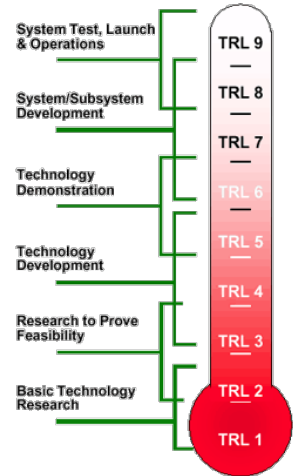 System Test, Launch
& Operations
System/Subsystem
Development
Technology
Demonstration
Technology
Development
Research to Prove
Feasibility
Basic Technology
Research
TRL 9
TRL 8
TRL 7
TRL 6
TRL 5
TRL 4
TRL 3
TRL 2
TRL 1